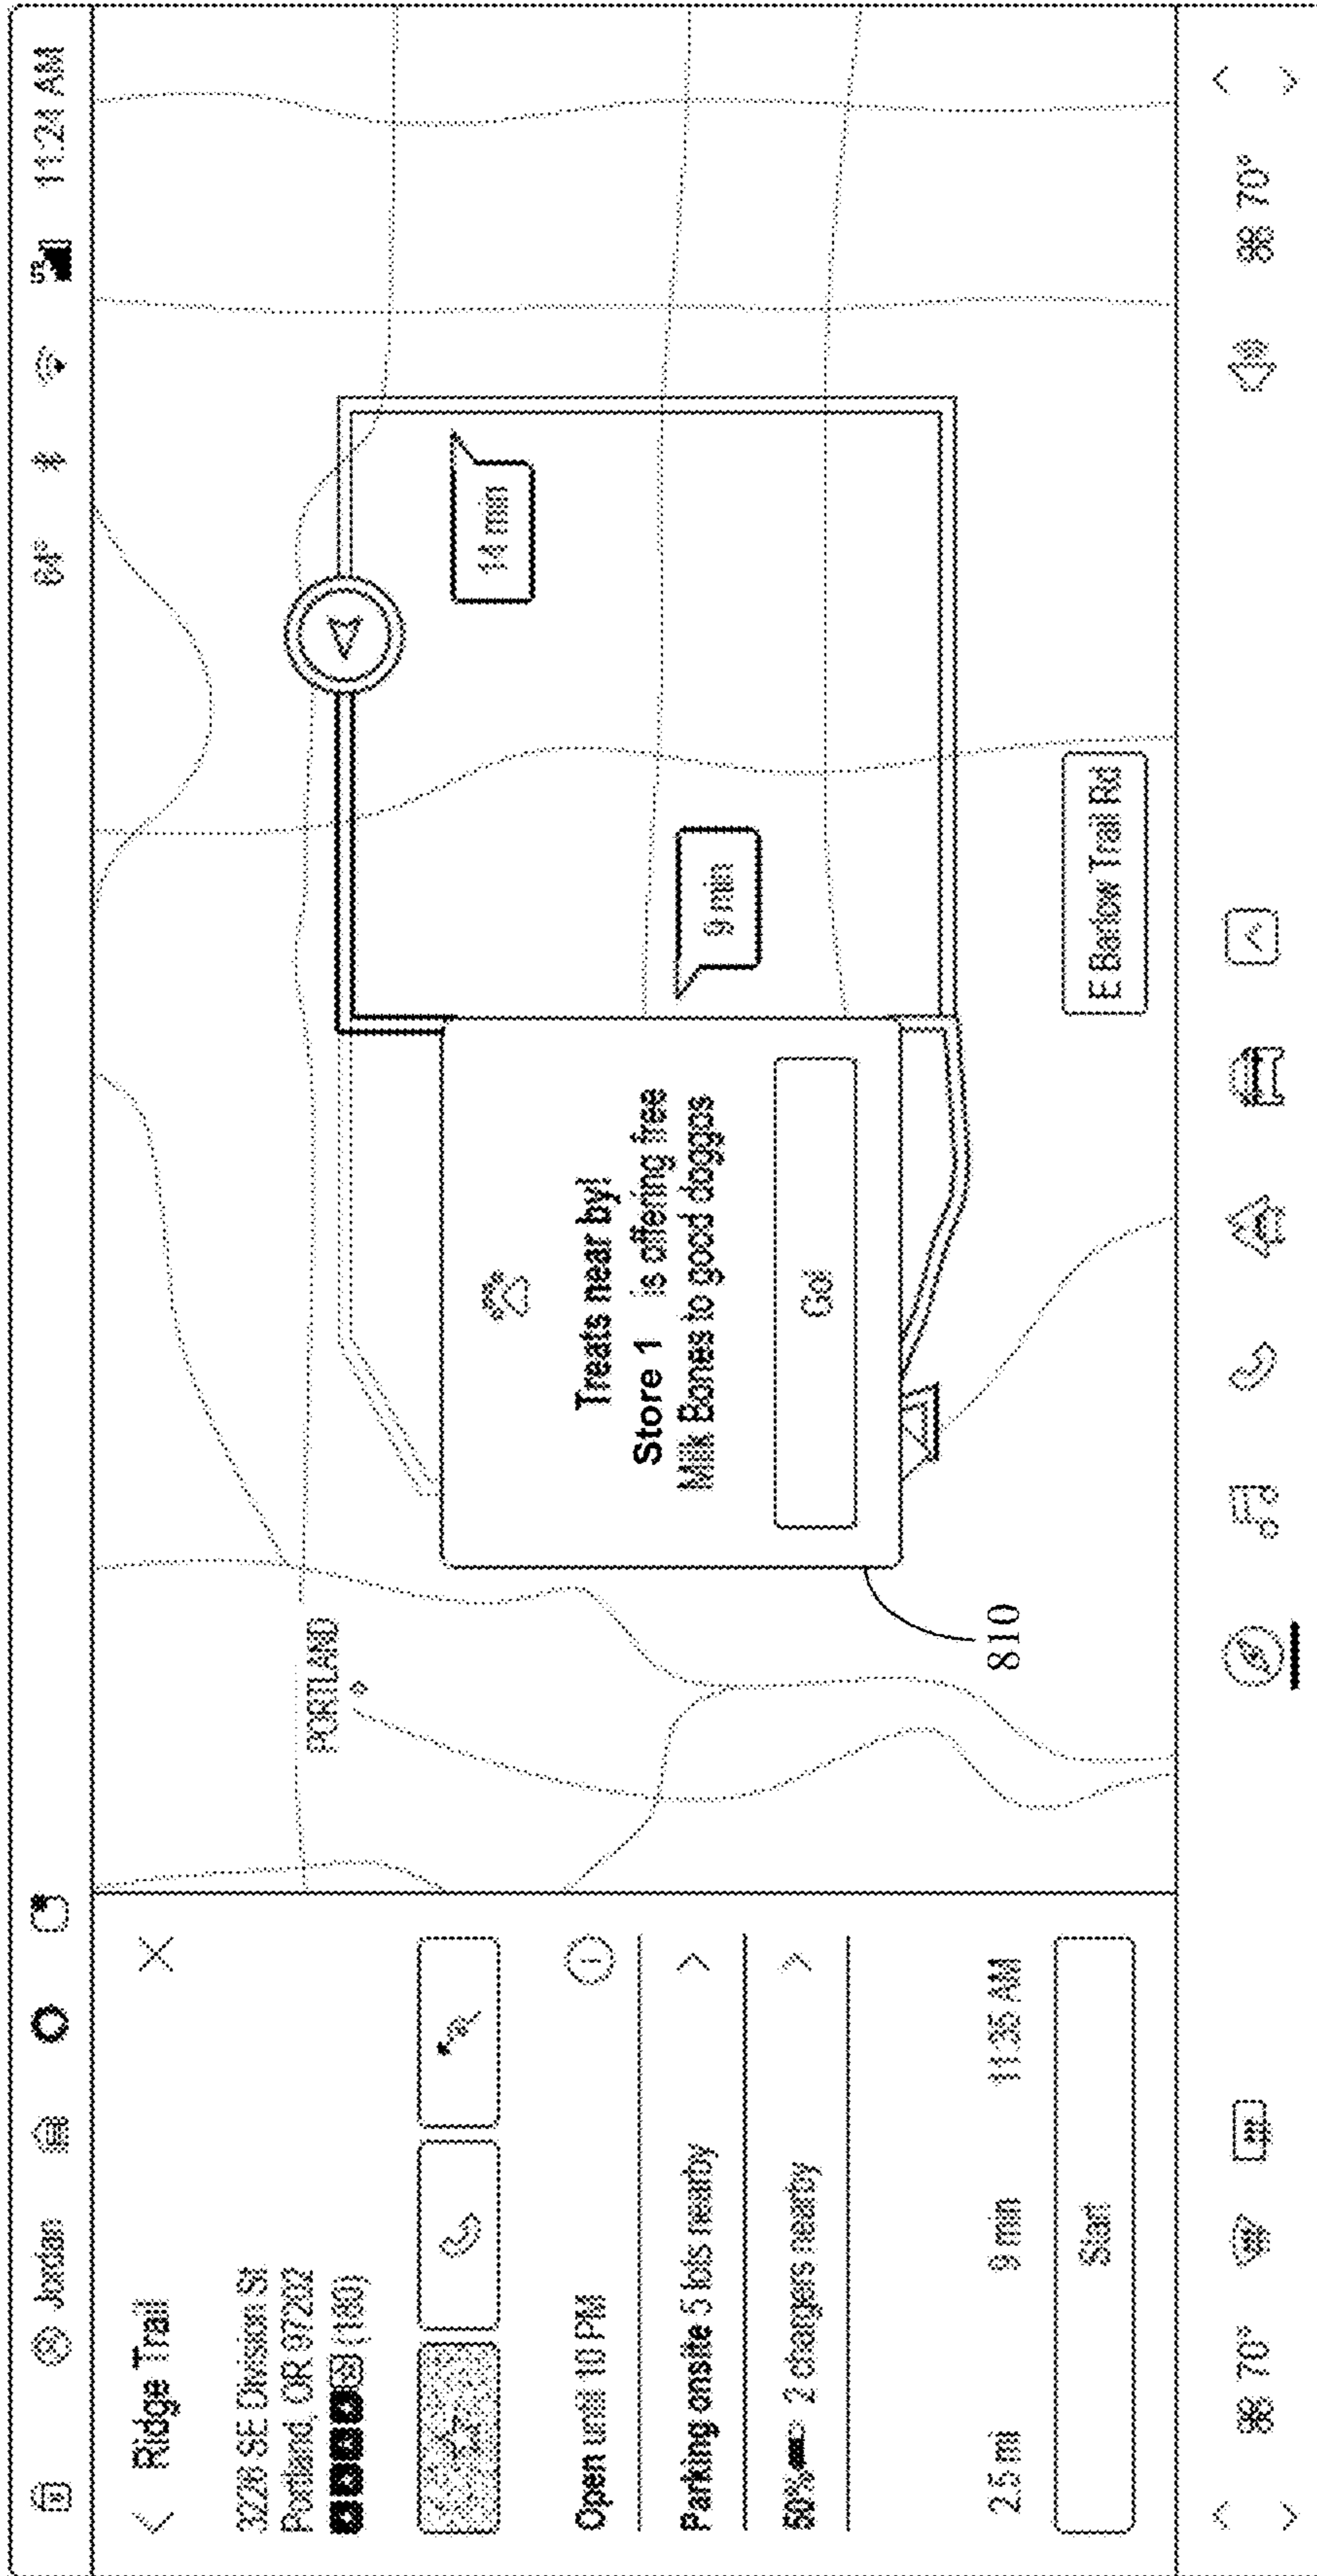 Jordan
64°
11:24 AM
Ridge Trail
3226 SE Division St
Portland, OR 97202
(180)
Open until 10 PM
Parking onsite 5 lots nearby
50% 2 chargers nearby
2.5 mi 9 min 11:35 AM
Start
PORTLAND
Treats near by!
Store 1 is offering free
Milk Bones to good doggos
Go!
810
9 min
14 min
E Barlow Trail Rd
70°
70°